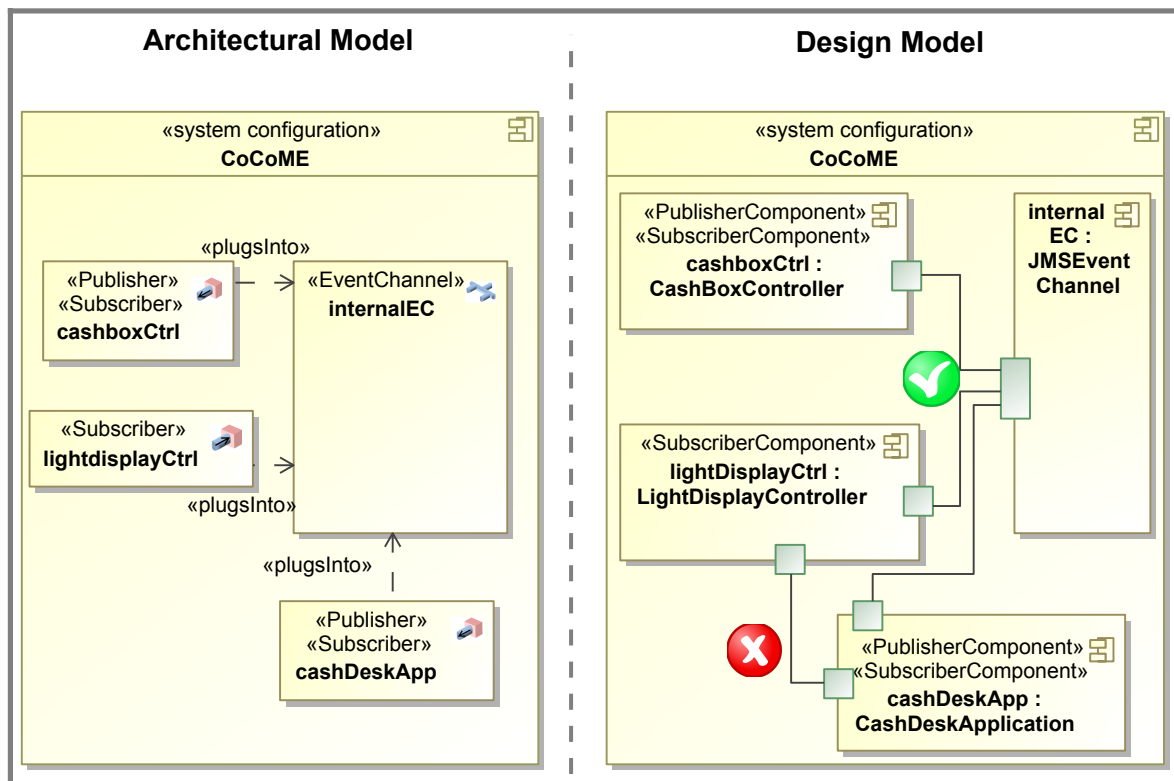 Architectural Model
«system configuration»
CoCoME
«plugsInto»
«Publisher»
«Subscriber»
cashboxCtrl
«EventChannel»
internalEC
«Subscriber»
lightdisplayCtrl
«plugsInto»
«plugsInto»
«Publisher»
«Subscriber»
cashDeskApp
Design Model
«system configuration»
CoCoME
«PublisherComponent»
«SubscriberComponent»
cashboxCtrl :
CashBoxController
internal
EC :
JMSEvent
Channel
«SubscriberComponent»
lightDisplayCtrl :
LightDisplayController
«PublisherComponent»
«SubscriberComponent»
cashDeskApp :
CashDeskApplication